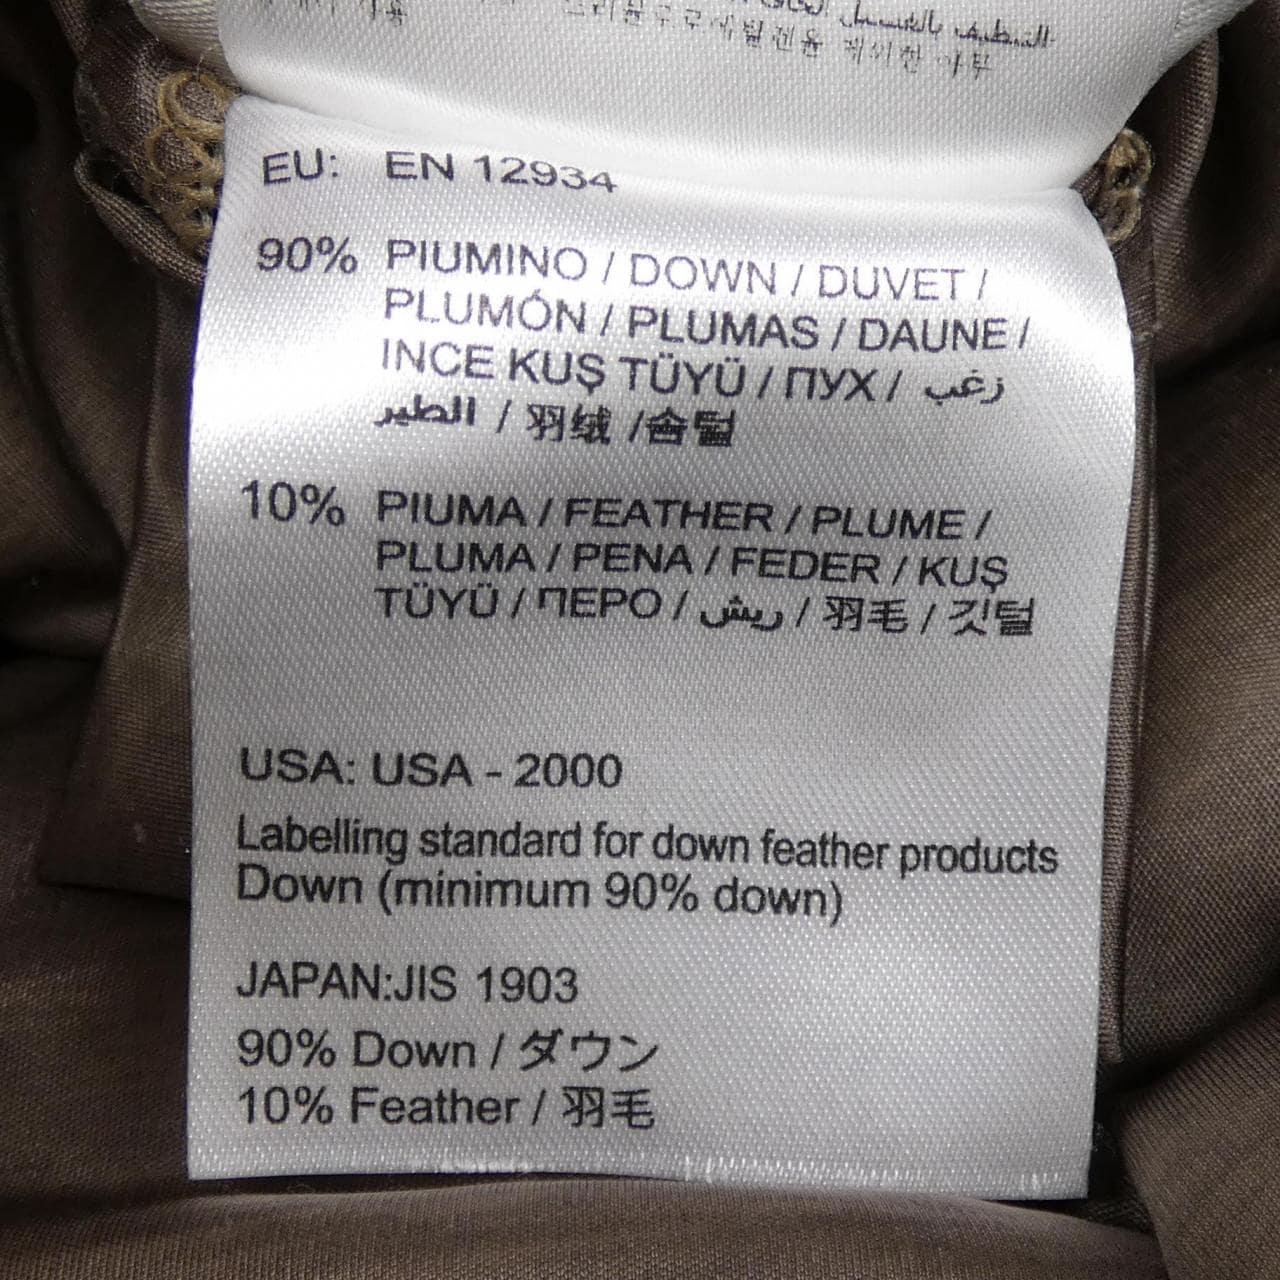 التنظيف بالغسيل
EU: EN 12934
90% PIUMINO / DOWN / DUVET /
PLUMÓN / PLUMAS / DAUNE /
INCE KUŞ TÜYÜ / ПУХ / زغب
الطير / 羽绒 /솜털
10% PIUMA / FEATHER / PLUME /
PLUMA / PENA / FEDER / KUŞ
TÜYÜ / ПЕРО / ريش / 羽毛 / 깃털
USA: USA - 2000
Labelling standard for down feather products
Down (minimum 90% down)
JAPAN:JIS 1903
90% Down / ダウン
10% Feather / 羽毛